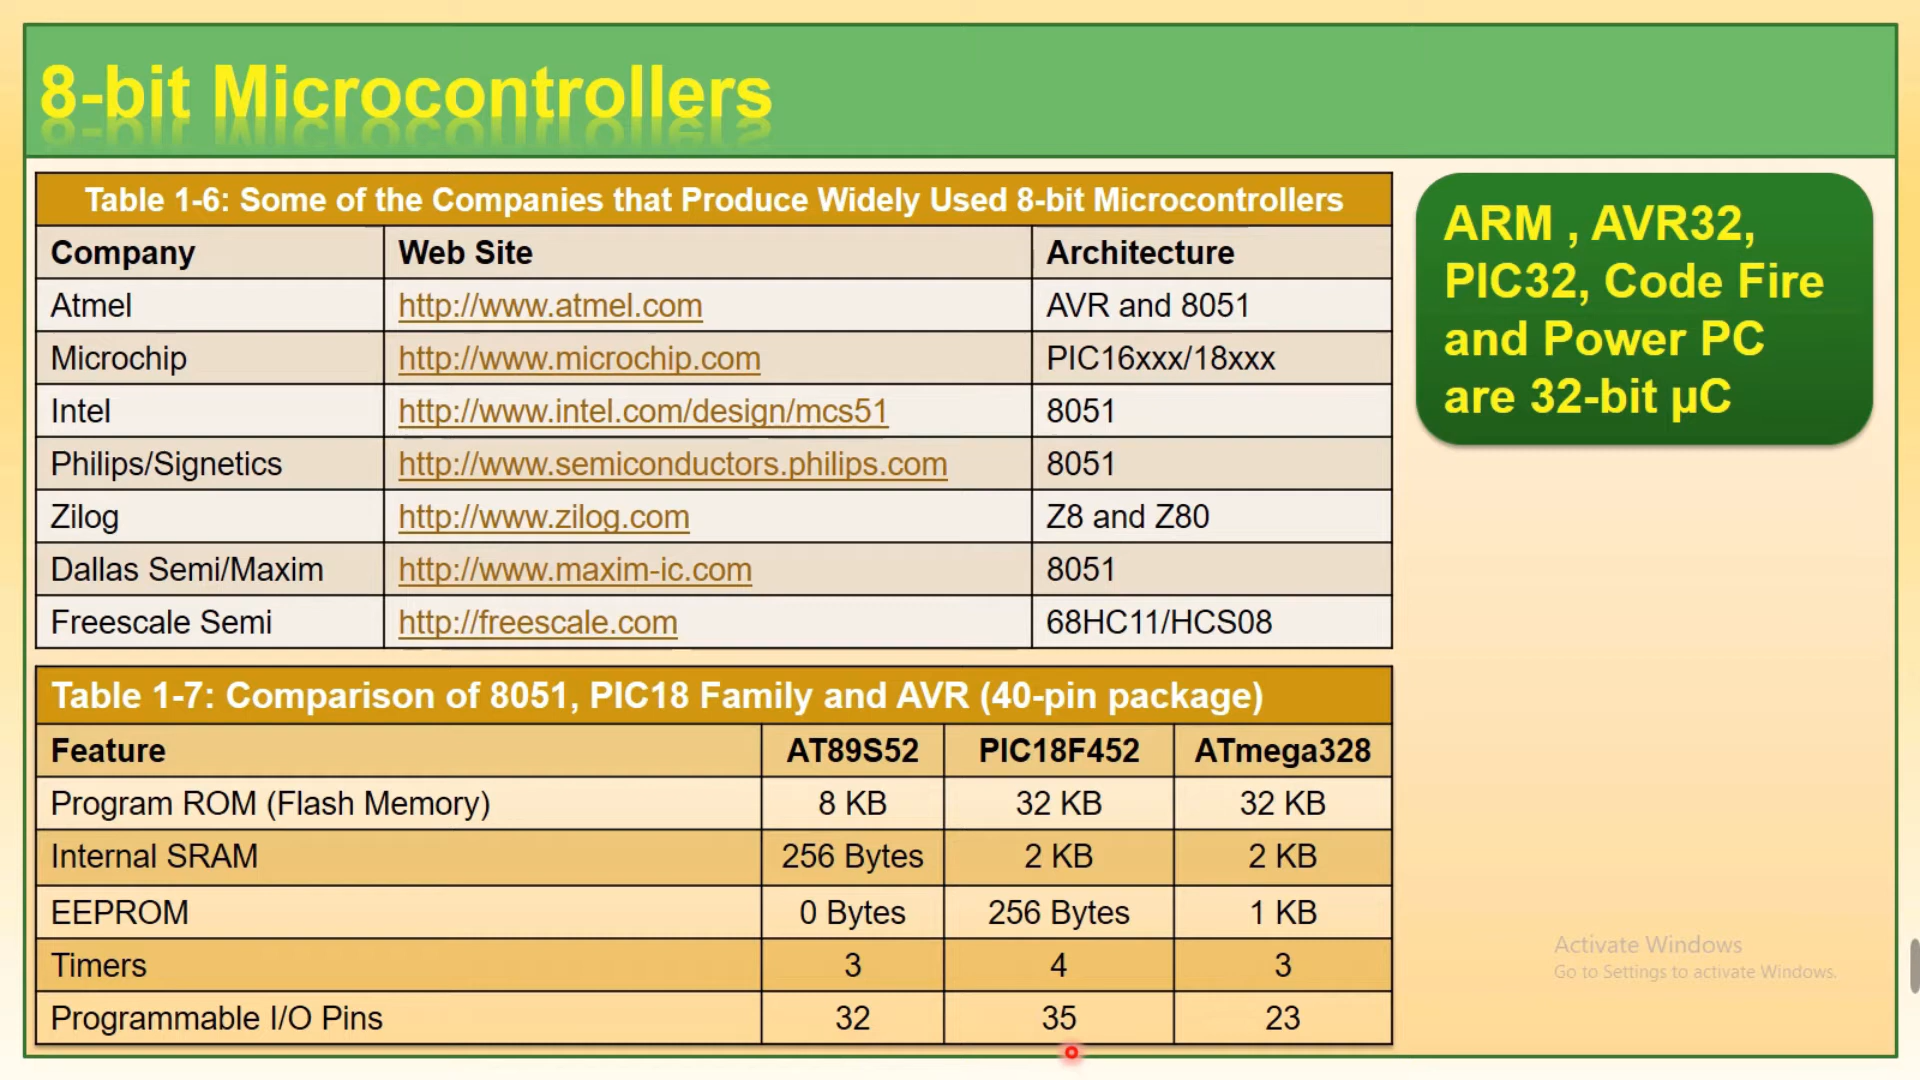 8-bit Microcontrollers
Table 1-6: Some of the Companies that Produce Widely Used 8-bit Microcontrollers
Company Web Site Architecture
Atmel http://www.atmel.com AVR and 8051
Microchip http://www.microchip.com PIC16xxx/18xxx
Intel http://www.intel.com/design/mcs51 8051
Philips/Signetics http://www.semiconductors.philips.com 8051
Zilog http://www.zilog.com Z8 and Z80
Dallas Semi/Maxim http://www.maxim-ic.com 8051
Freescale Semi http://freescale.com 68HC11/HCS08
ARM , AVR32,
PIC32, Code Fire
and Power PC
are 32-bit µC
Table 1-7: Comparison of 8051, PIC18 Family and AVR (40-pin package)
Feature AT89S52 PIC18F452 ATmega328
Program ROM (Flash Memory) 8 KB 32 KB 32 KB
Internal SRAM 256 Bytes 2 KB 2 KB
EEPROM 0 Bytes 256 Bytes 1 KB
Timers 3 4 3
Programmable I/O Pins 32 35 23
Activate Windows
Go to Settings to activate Windows.